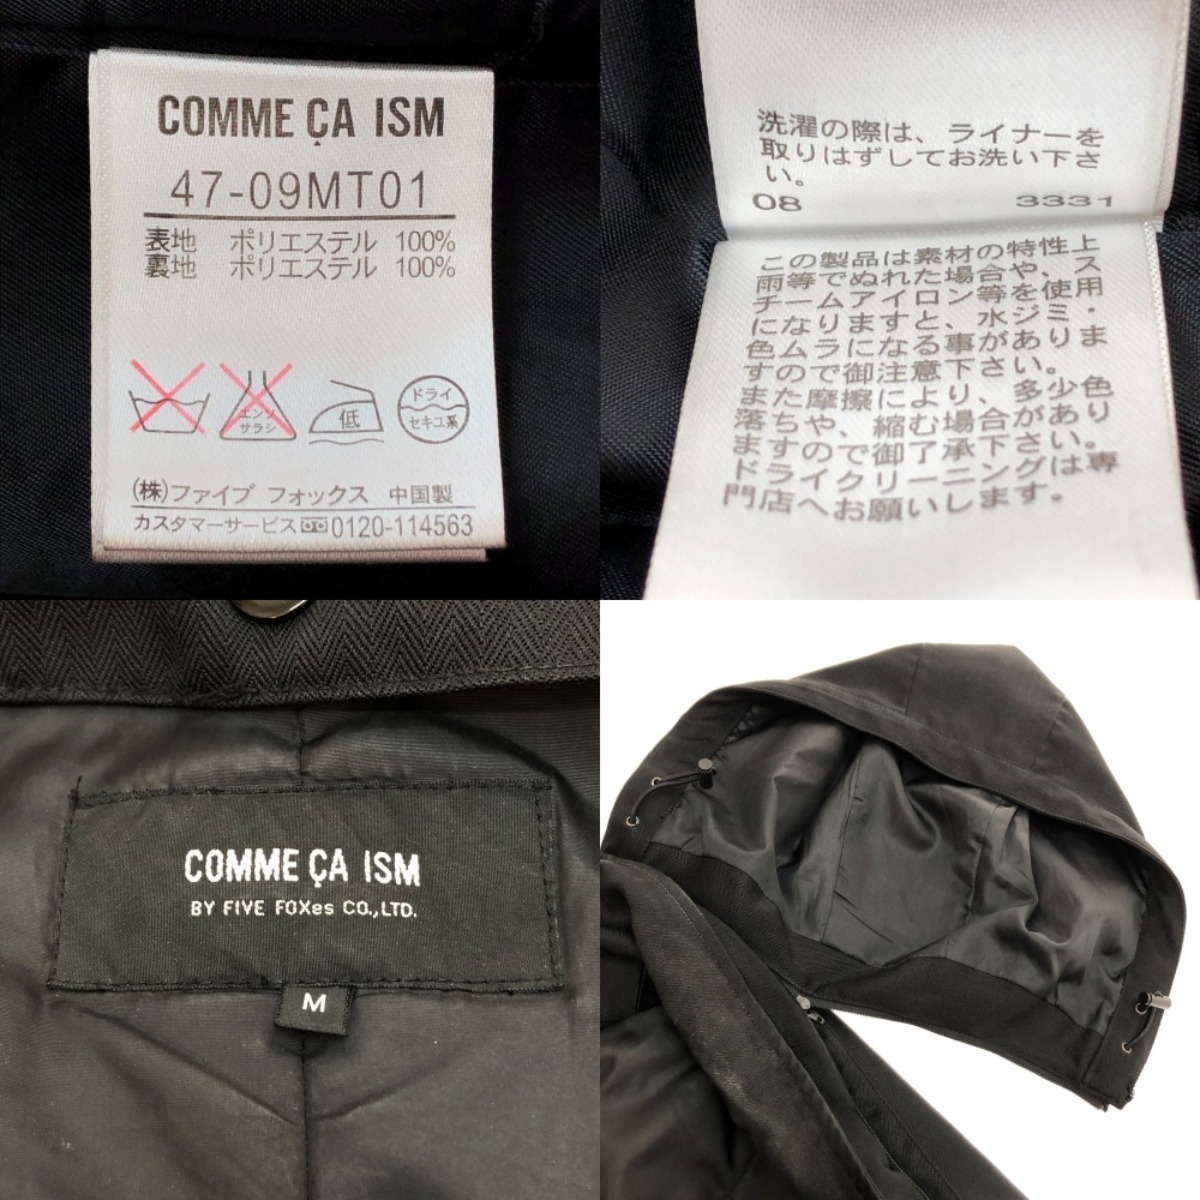 COMME ÇA ISM
47-09MT01
表地 ポリエステル 100%
裏地 ポリエステル 100%
エンソ
サラシ
低
ドライ
セキユ系
(株)ファイブ フォックス 中国製
カスタマーサービス 0120-114563
洗濯の際は、ライナーを
取りはずしてお洗い下さ
い。
08 3331
この製品は素材の特性上
雨等でぬれた場合や、ス
チームアイロン等を使用
になりますと、水ジミ・
色ムラになる事がありま
すので御注意下さい。
また摩擦により、多少色
落ちや、縮む場合があり
ますので御了承下さい。
ドライクリーニングは専
門店へお願いします。
COMME ÇA ISM
BY FIVE FOXes CO.,LTD.
M